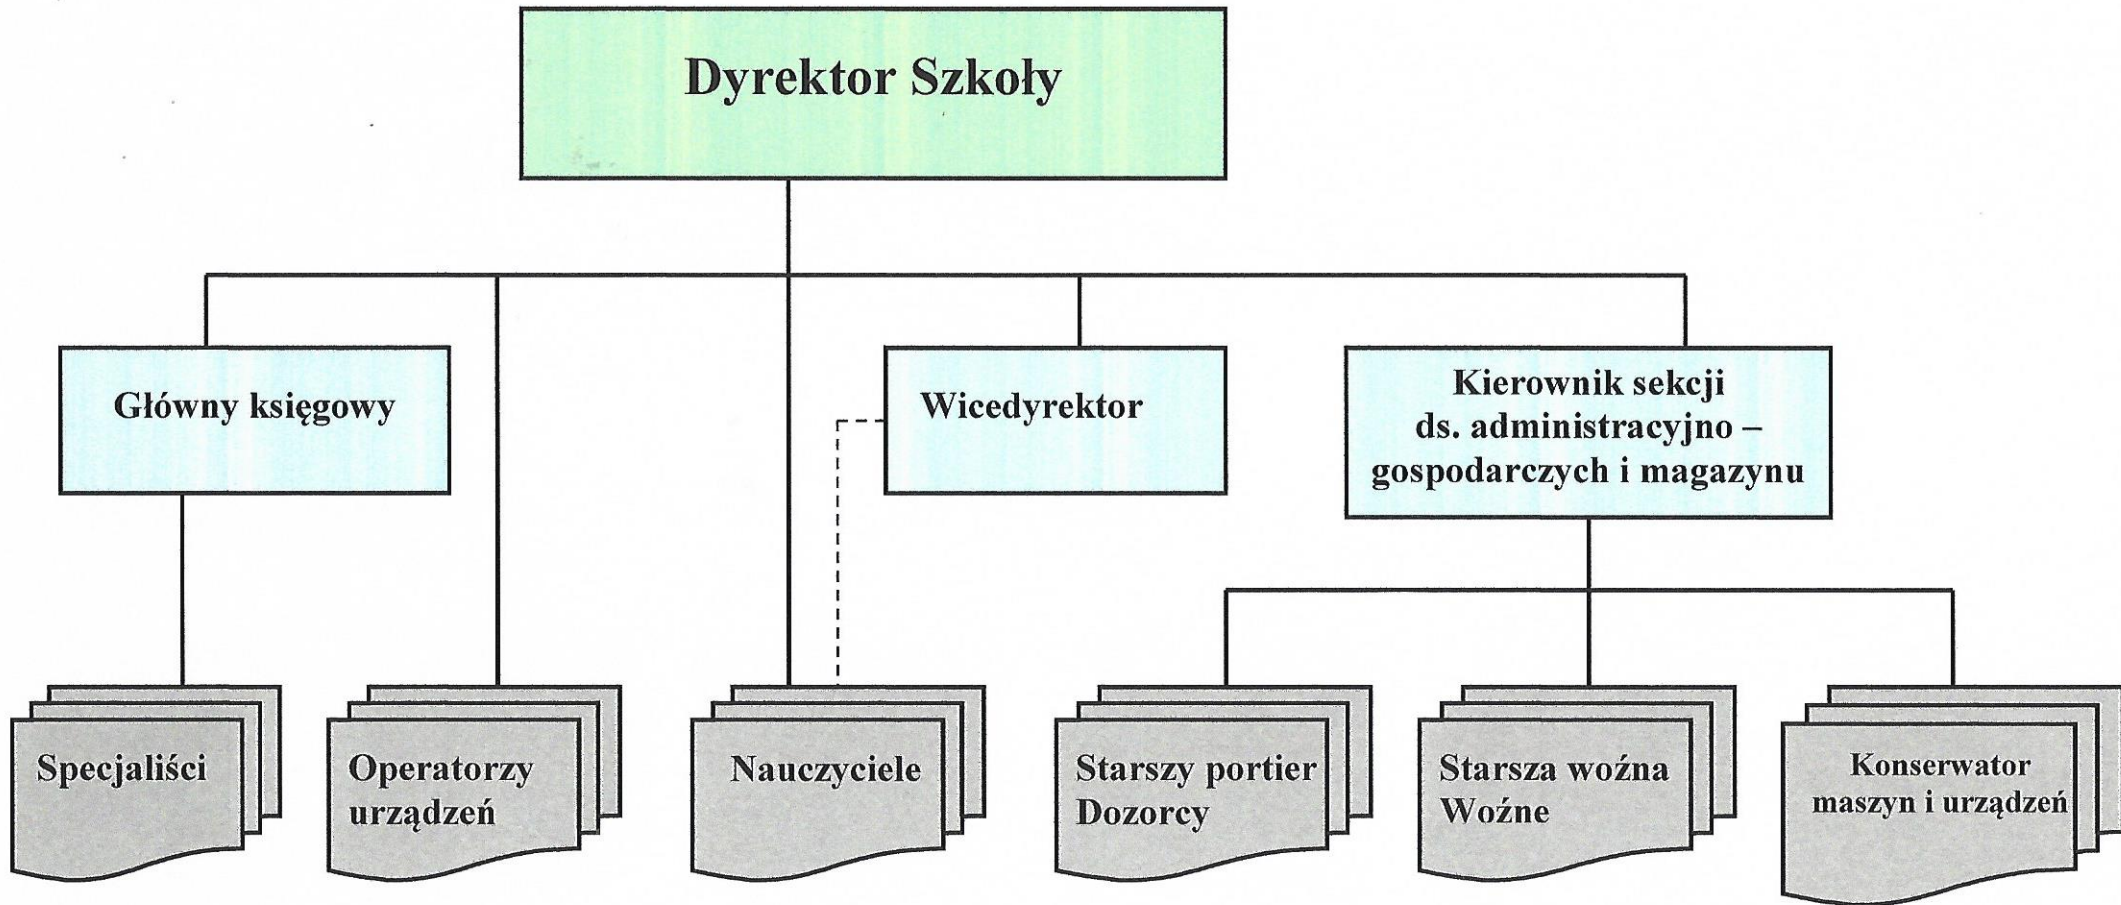 Dyrektor Szkoły
Główny księgowy
Wicedyrektor
Kierownik sekcji
ds. administracyjno –
gospodarczych i magazynu
Specjaliści
Operatorzy
urządzeń
Nauczyciele
Starszy portier
Dozorcy
Starsza woźna
Woźne
Konserwator
maszyn i urządzeń